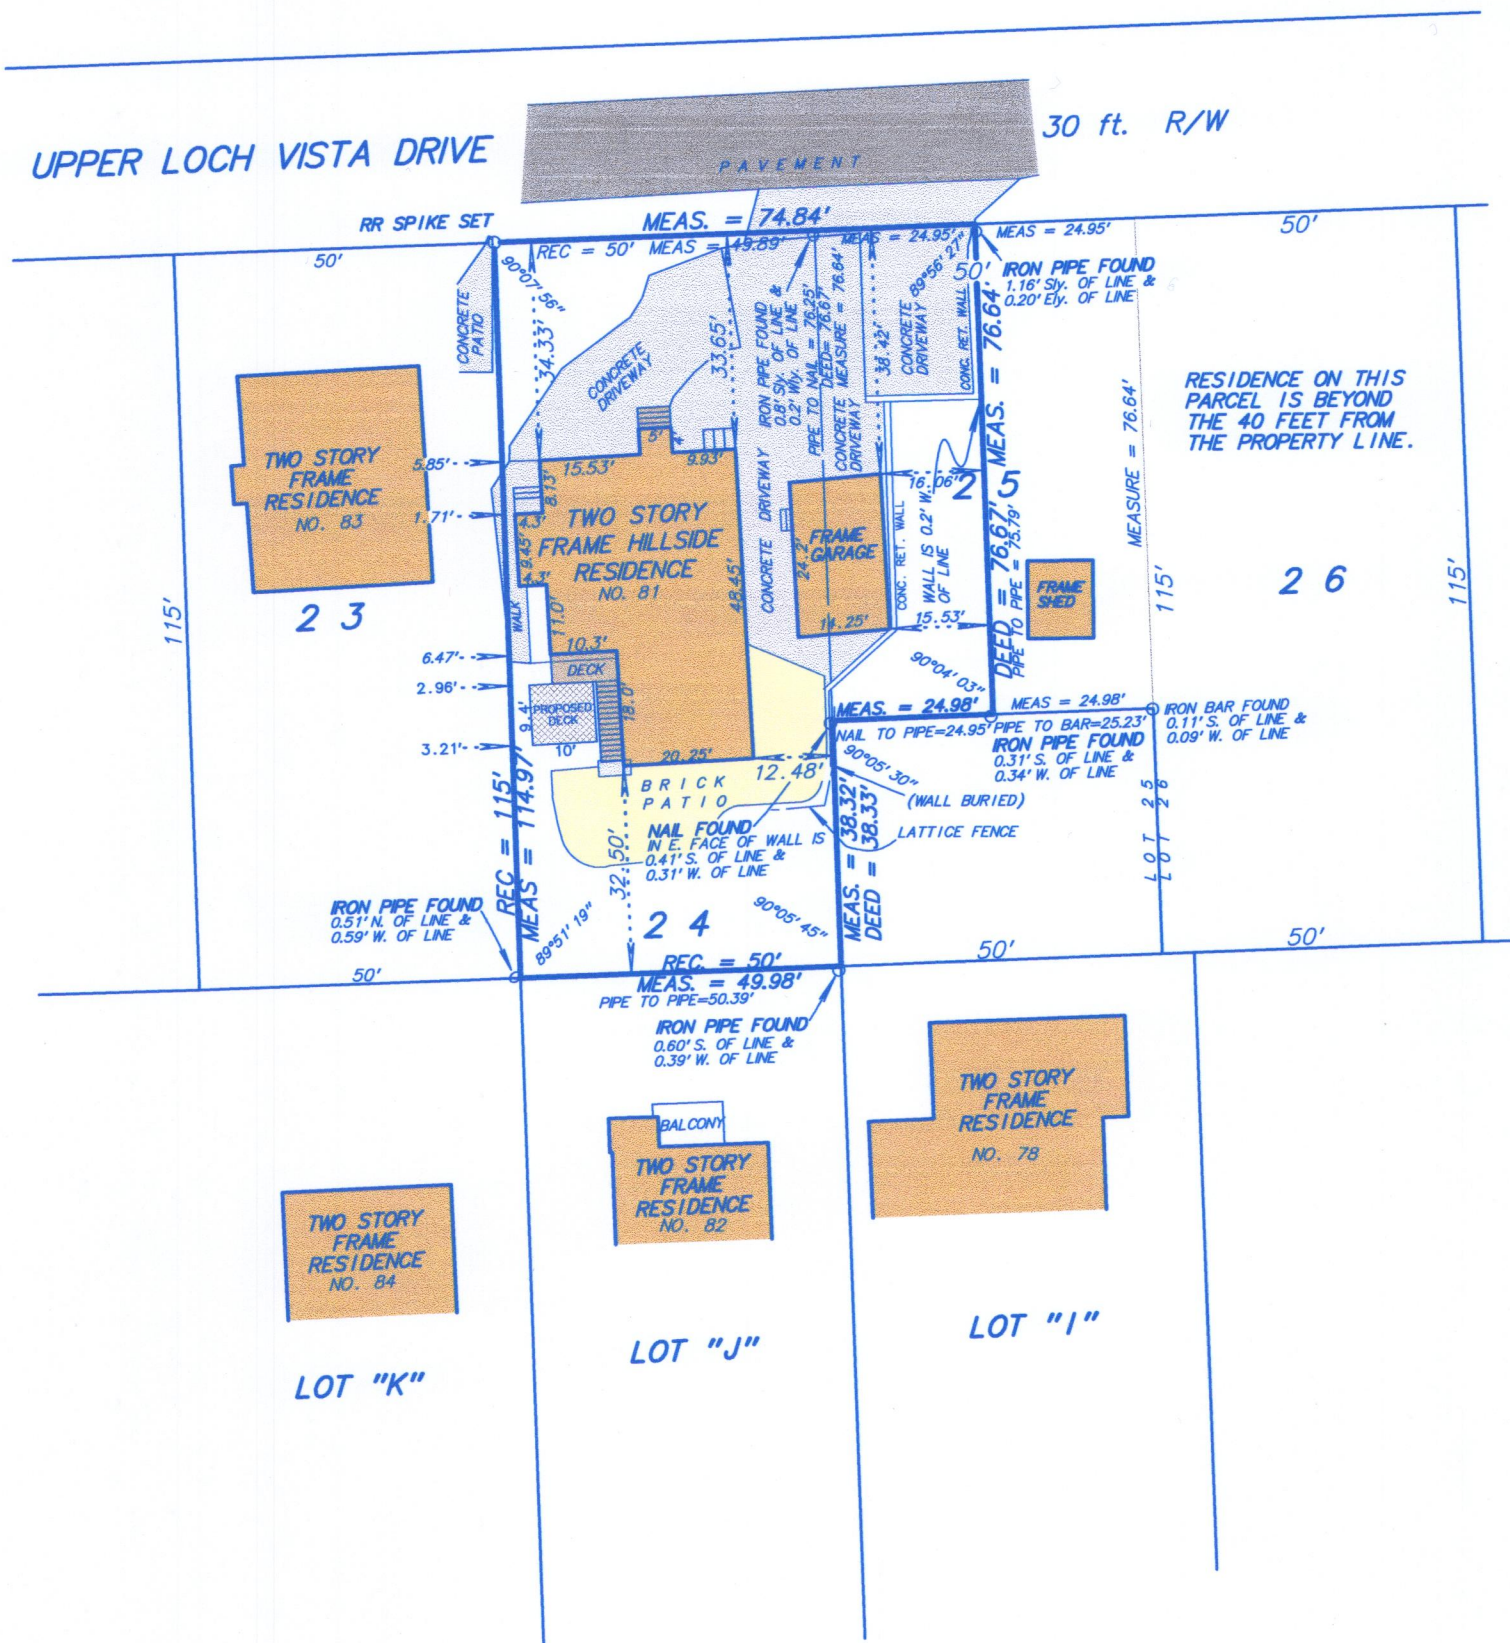 UPPER LOCH VISTA DRIVE
PAVEMENT
30 ft. R/W
RR SPIKE SET
MEAS. = 74.84'
REC = 50' MEAS = 49.89'
MEAS = 24.95'
MEAS = 24.95'
50'
50'
50'
IRON PIPE FOUND
1.16' Sly. OF LINE &
0.20' Ely. OF LINE
90°07'56"
89°56'27"
CONCRETE
PATIO
34.33'
CONCRETE
DRIVEWAY
33.65'
IRON PIPE FOUND
0.8' Sly. OF LINE &
0.2' Wly. OF LINE
PIPE TO NAIL = 76.25'
DEED = 76.67'
MEASURE = 76.64'
CONCRETE
DRIVEWAY
38.42'
CONCRETE
DRIVEWAY
CONC. RET. WALL
DEED = 76.67' MEAS. = 76.64'
PIPE TO PIPE = 75.79'
MEASURE = 76.64'
RESIDENCE ON THIS
PARCEL IS BEYOND
THE 40 FEET FROM
THE PROPERTY LINE.
TWO STORY
FRAME
RESIDENCE
NO. 83
5.85'
15.53'
5'
4'
9.93'
8.13'
1.71'
4.3'
9.45'
4.3'
TWO STORY
FRAME HILLSIDE
RESIDENCE
NO. 81
48.45'
CONCRETE DRIVEWAY
FRAME
GARAGE
24.2'
14.25'
16.06'
25
CONC. RET. WALL
WALL IS 0.2' W.
OF LINE
15.53'
FRAME
SHED
26
115'
115'
115'
23
WALK
11.0'
10.3'
DECK
6.47'
2.96'
PROPOSED
DECK
9.4'
10'
18.0'
3.21'
20.25'
12.48'
90°04'03"
MEAS. = 24.98'
MEAS = 24.98'
NAIL TO PIPE=24.95'
PIPE TO BAR=25.23'
IRON BAR FOUND
0.11' S. OF LINE &
0.09' W. OF LINE
IRON PIPE FOUND
0.31' S. OF LINE &
0.34' W. OF LINE
90°05'30"
(WALL BURIED)
LATTICE FENCE
BRICK
PATIO
NAIL FOUND
IN E. FACE OF WALL IS
0.41' S. OF LINE &
0.31' W. OF LINE
32.50'
REC = 115'
MEAS = 114.97'
MEAS. = 38.32'
DEED = 38.33'
LOT 25
LOT 26
IRON PIPE FOUND
0.51' N. OF LINE &
0.59' W. OF LINE
89°51'19"
24
90°05'45"
50'
REC. = 50'
MEAS. = 49.98'
PIPE TO PIPE=50.39'
50'
50'
IRON PIPE FOUND
0.60' S. OF LINE &
0.39' W. OF LINE
BALCONY
TWO STORY
FRAME
RESIDENCE
NO. 82
TWO STORY
FRAME
RESIDENCE
NO. 78
TWO STORY
FRAME
RESIDENCE
NO. 84
LOT "K"
LOT "J"
LOT "I"